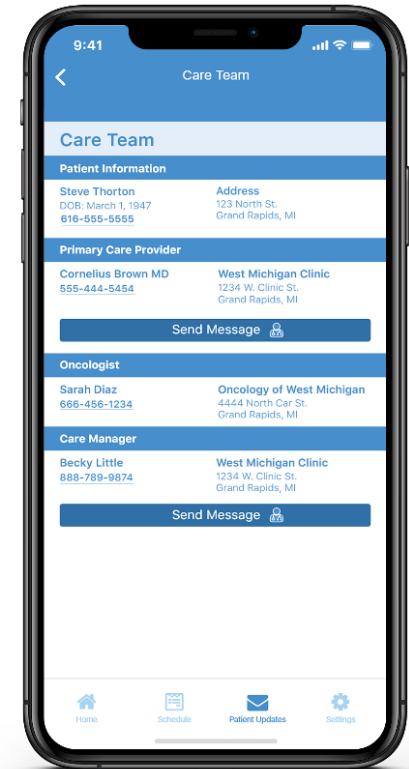 9:41
Care Team
Care Team
Patient Information
Steve Thorton
DOB: March 1, 1947
616-555-5555
Address
123 North St.
Grand Rapids, MI
Primary Care Provider
Cornelius Brown MD
555-444-5454
West Michigan Clinic
1234 W. Clinic St.
Grand Rapids, MI
Send Message
Oncologist
Sarah Diaz
666-456-1234
Oncology of West Michigan
4444 North Car St.
Grand Rapids, MI
Care Manager
Becky Little
888-789-9874
West Michigan Clinic
1234 W. Clinic St.
Grand Rapids, MI
Send Message
Home
Schedule
Patient Updates
Settings